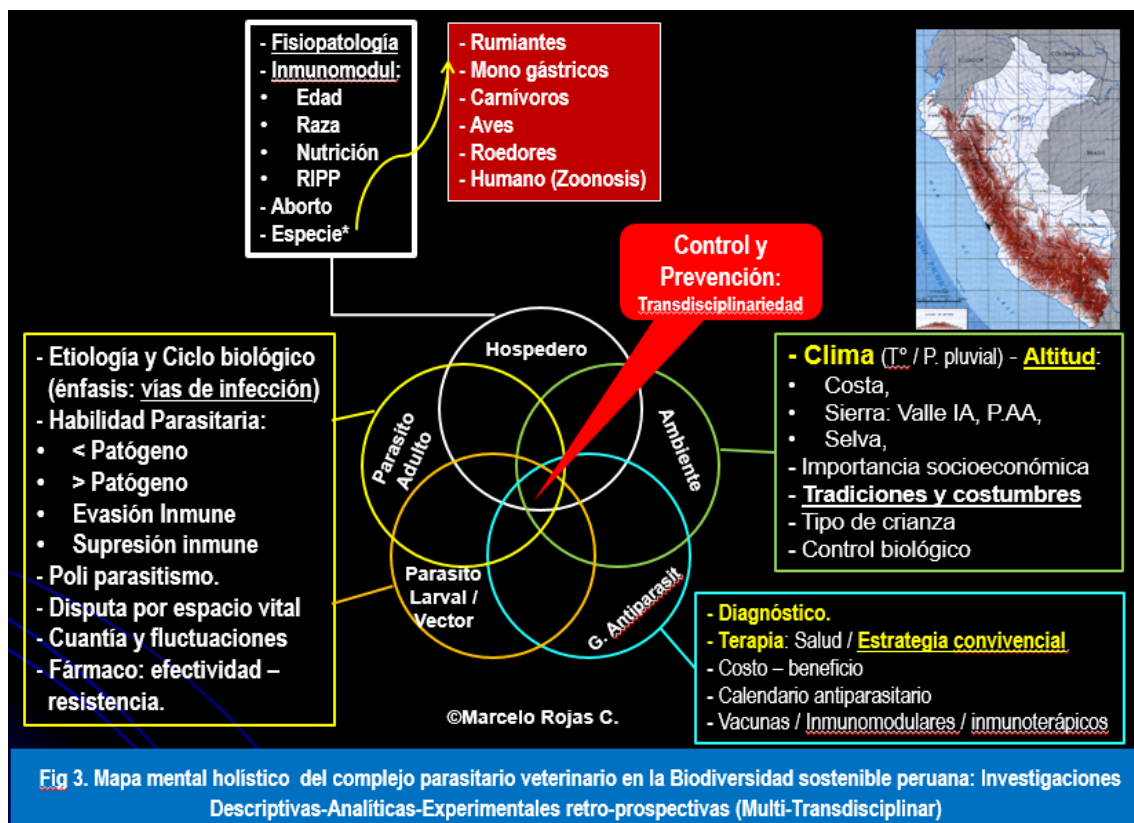 - Fisiopatología
- Inmunomodul:
• Edad
• Raza
• Nutrición
• RIPP
- Aborto
- Especie*
- Rumiantes
- Mono gástricos
- Carnívoros
- Aves
- Roedores
- Humano (Zoonosis)
ECUADOR
COLOMBIA
BRASIL
Control y
Prevención:
Transdisciplinariedad
Hospedero
Parasito
Adulto
Ambiente
Parasito
Larval /
Vector
G. Antiparasit
- Etiología y Ciclo biológico
(énfasis: vías de infección)
- Habilidad Parasitaria:
• < Patógeno
• > Patógeno
• Evasión Inmune
• Supresión inmune
- Poli parasitismo.
- Disputa por espacio vital
- Cuantía y fluctuaciones
- Fármaco: efectividad –
resistencia.
- Clima (Tº / P. pluvial) - Altitud:
• Costa,
• Sierra: Valle IA, P.AA,
• Selva,
- Importancia socioeconómica
- Tradiciones y costumbres
- Tipo de crianza
- Control biológico
- Diagnóstico.
- Terapia: Salud / Estrategia convivencial
- Costo – beneficio
- Calendario antiparasitario
- Vacunas / Inmunomodulares / inmunoterápicos
©Marcelo Rojas C.
Fig 3. Mapa mental holístico del complejo parasitario veterinario en la Biodiversidad sostenible peruana: Investigaciones
Descriptivas-Analíticas-Experimentales retro-prospectivas (Multi-Transdisciplinar)